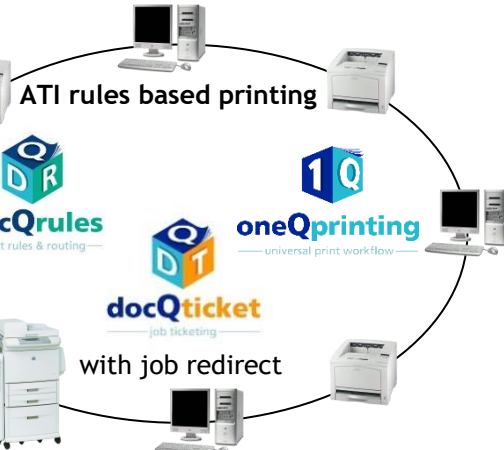 ATI rules based printing
Q
D R
cQrules
t rules & routing
1 Q
oneQprinting
universal print workflow
Q
D T
docQticket
job ticketing
with job redirect